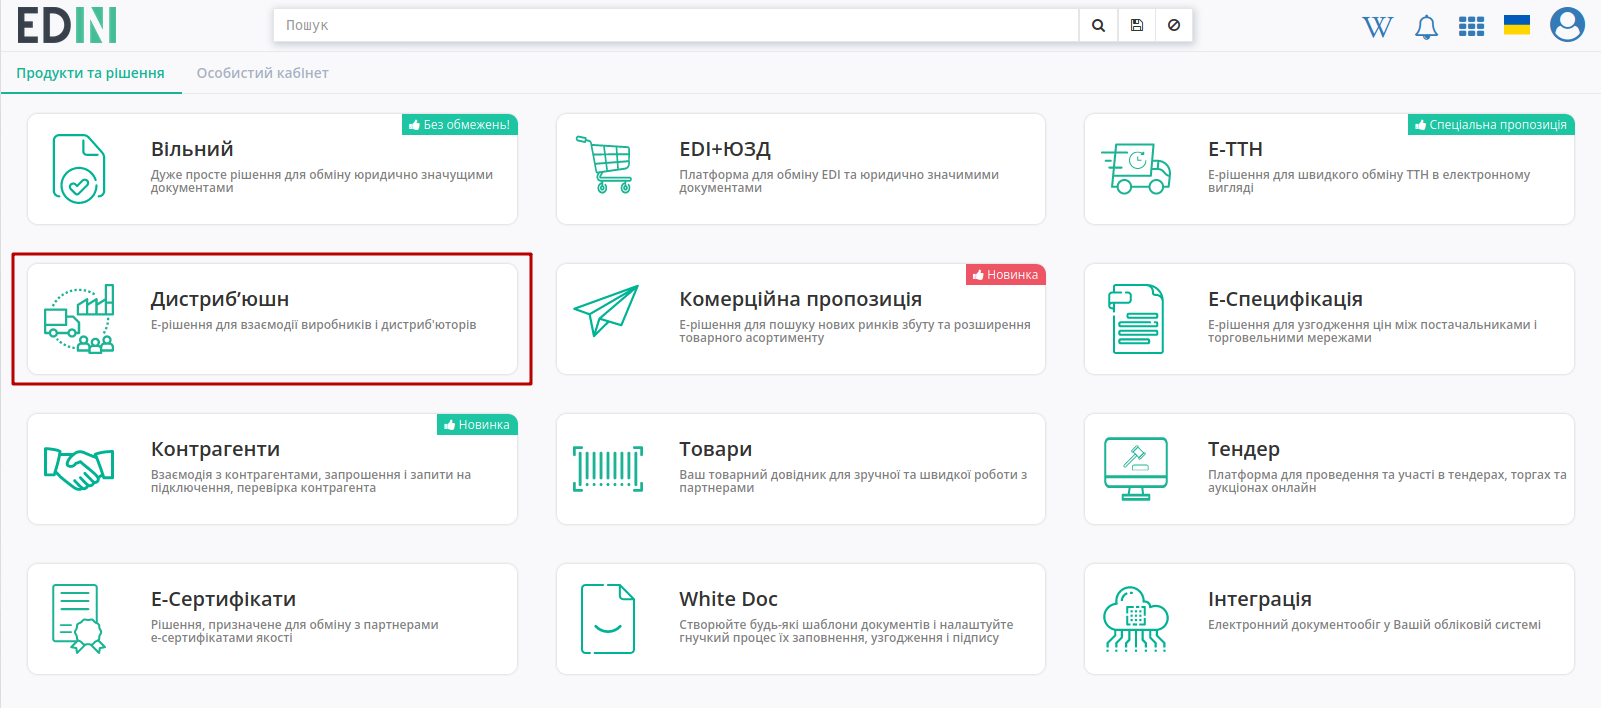 EDIN
Пошук
W
Продукти та рішення
Особистий кабінет
Без обмежень!
Вільний
Дуже просте рішення для обміну юридично значущими
документами
EDI+ЮЗД
Платформа для обміну EDI та юридично значимими
документами
Спеціальна пропозиція
Е-ТТН
Е-рішення для швидкого обміну ТТН в електронному
вигляді
Дистриб’юшн
Е-рішення для взаємодії виробників і дистриб'юторів
Новинка
Комерційна пропозиція
Е-рішення для пошуку нових ринків збуту та розширення
товарного асортименту
Е-Специфікація
Е-рішення для узгодження цін між постачальниками і
торговельними мережами
Новинка
Контрагенти
Взаємодія з контрагентами, запрошення і запити на
підключення, перевірка контрагента
Товари
Ваш товарний довідник для зручної та швидкої роботи з
партнерами
Тендер
Платформа для проведення та участі в тендерах, торгах та
аукціонах онлайн
Е-Сертифікати
Рішення, призначене для обміну з партнерами
е-сертифікатами якості
White Doc
Створюйте будь-які шаблони документів і налаштуйте
гнучкий процес їх заповнення, узгодження і підпису
Інтеграція
Електронний документообіг у Вашій обліковій системі